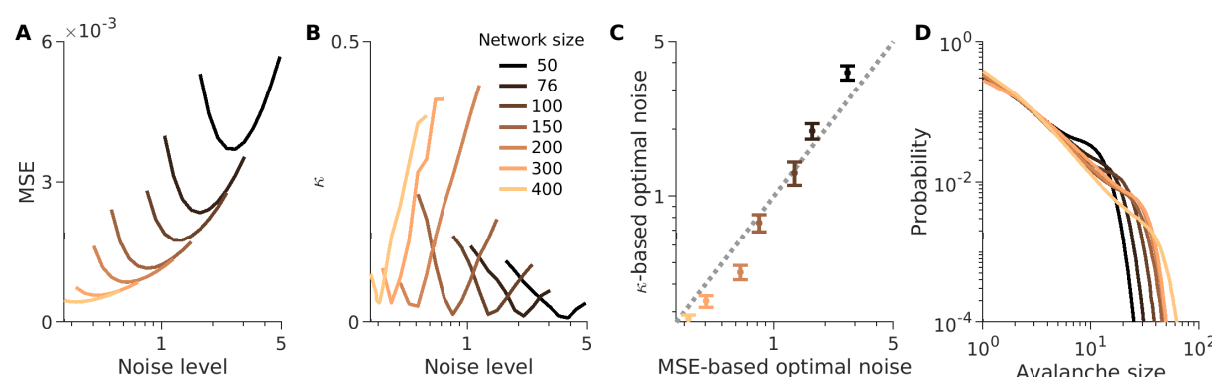 A
×10⁻³
6
3
0
MSE
1
5
Noise level
B
0.5
0
κ
1
5
Noise level
Network size
50
76
100
150
200
300
400
C
5
1
κ-based optimal noise
1
5
MSE-based optimal noise
D
10⁰
10⁻²
10⁻⁴
Probability
10⁰
10¹
10²
Avalanche size